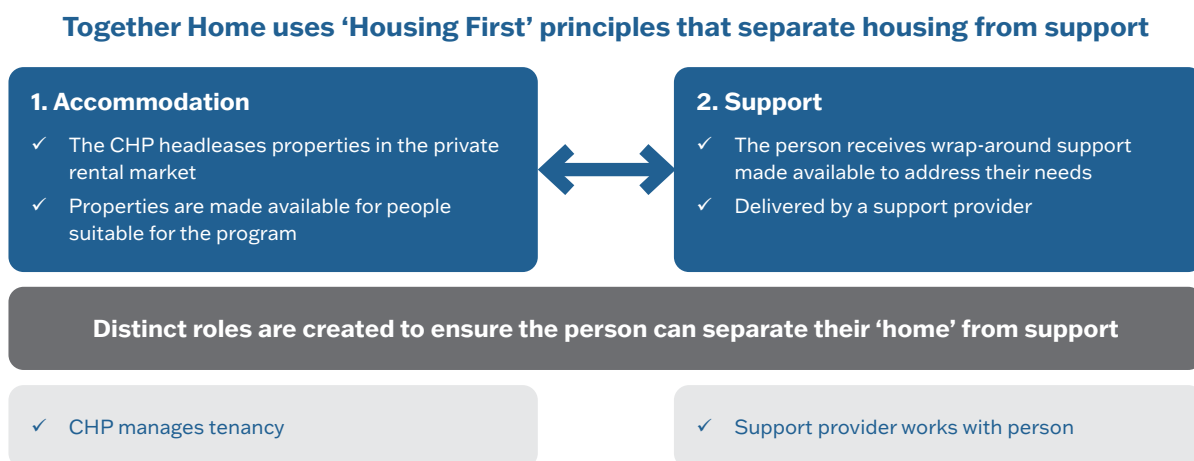 Together Home uses ‘Housing First’ principles that separate housing from support
1. Accommodation
✓ The CHP headleases properties in the private
rental market
✓ Properties are made available for people
suitable for the program
2. Support
✓ The person receives wrap-around support
made available to address their needs
✓ Delivered by a support provider
Distinct roles are created to ensure the person can separate their ‘home’ from support
✓ CHP manages tenancy
✓ Support provider works with person